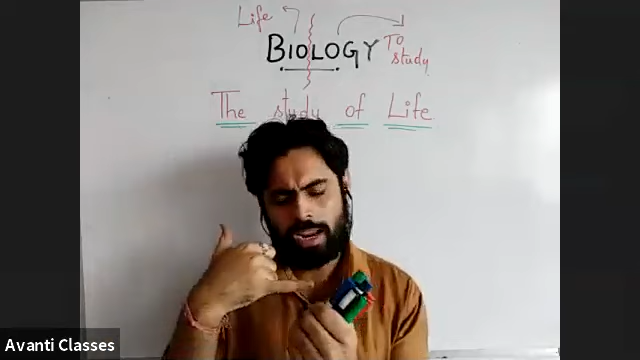 Life
BIOLOGY
To
study
The study of Life
Avanti Classes